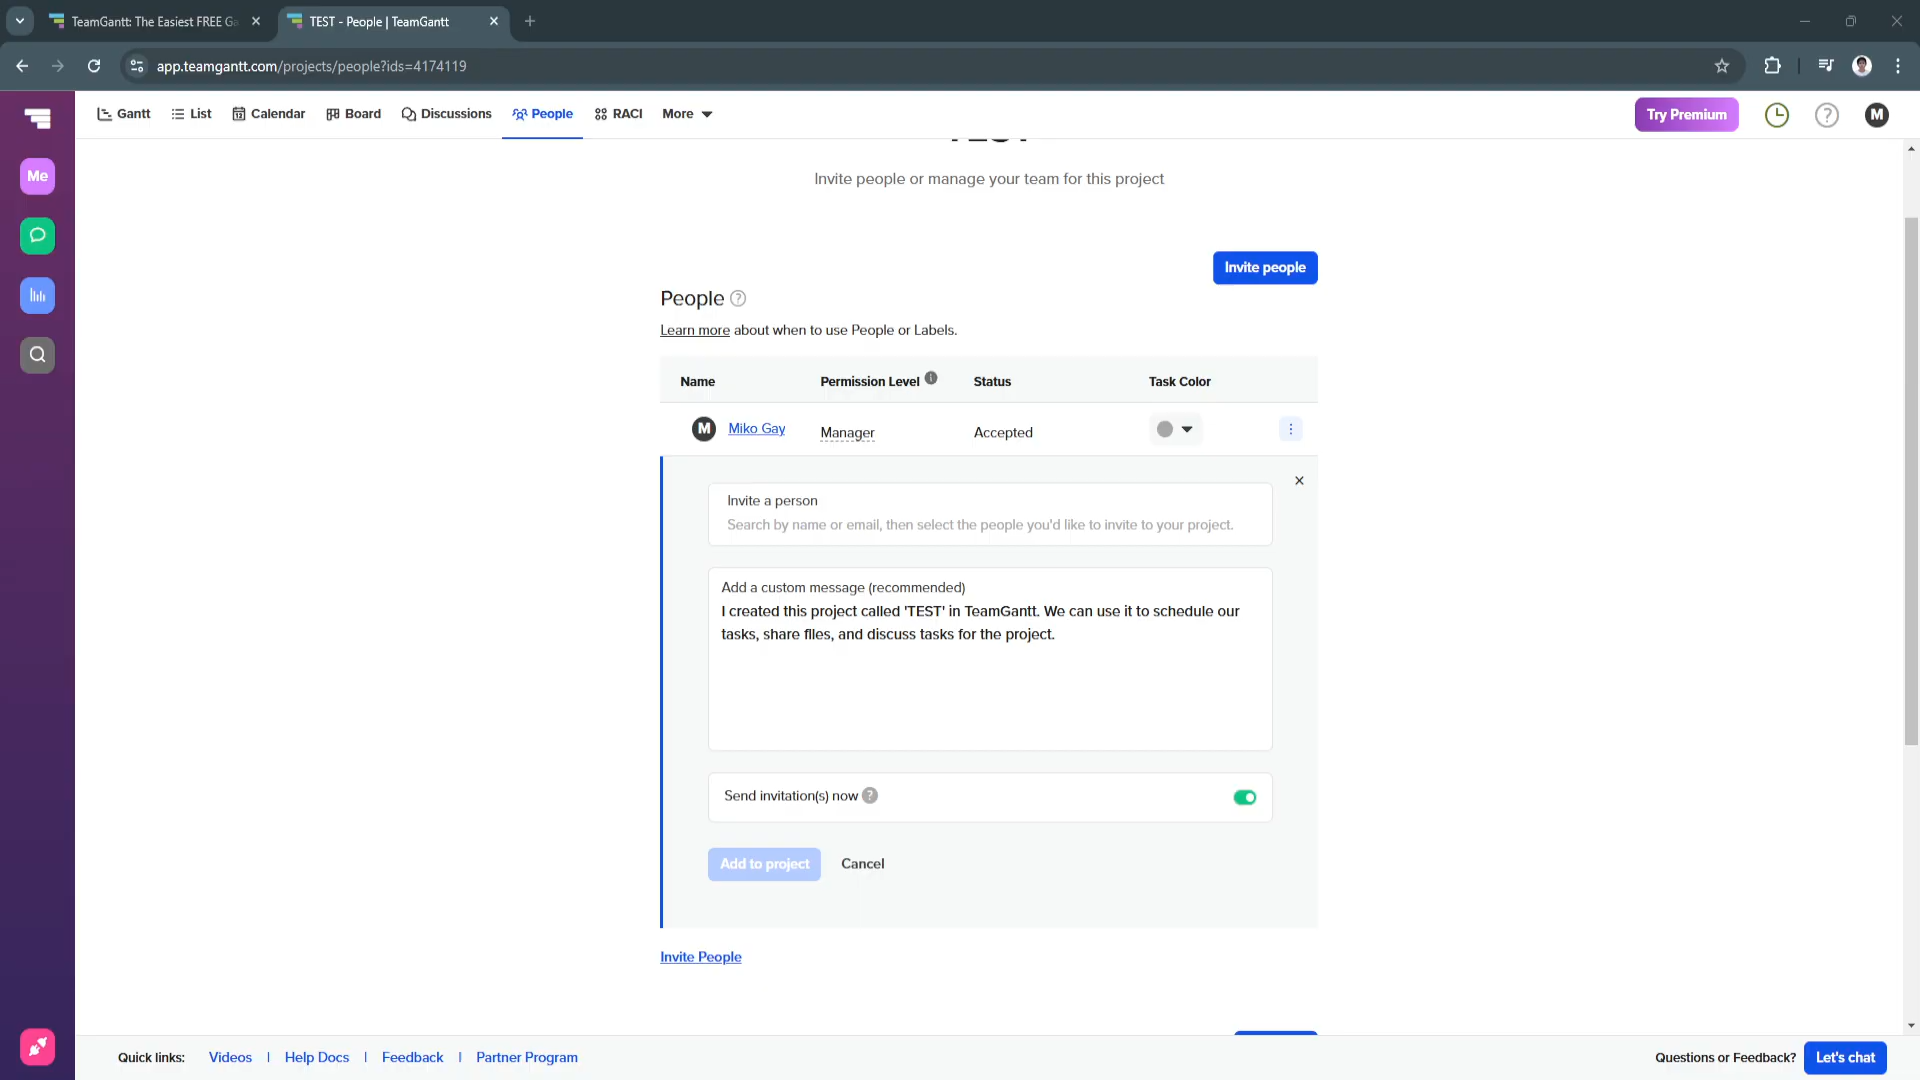 TeamGantt: The Easiest FREE Ga
TEST - People | TeamGantt
app.teamgantt.com/projects/people?ids=4174119
Gantt
List
Calendar
Board
Discussions
People
RACI
More
Try Premium
M
Me
TEST
Invite people or manage your team for this project
Invite people
People
Learn more about when to use People or Labels.
Name
Permission Level
Status
Task Color
M
Miko Gay
Manager
Accepted
Invite a person
Search by name or email, then select the people you'd like to invite to your project.
Add a custom message (recommended)
I created this project called 'TEST' in TeamGantt. We can use it to schedule our
tasks, share files, and discuss tasks for the project.
Send invitation(s) now
Add to project
Cancel
Invite People
Quick links:
Videos
|
Help Docs
|
Feedback
|
Partner Program
Questions or Feedback?
Let's chat